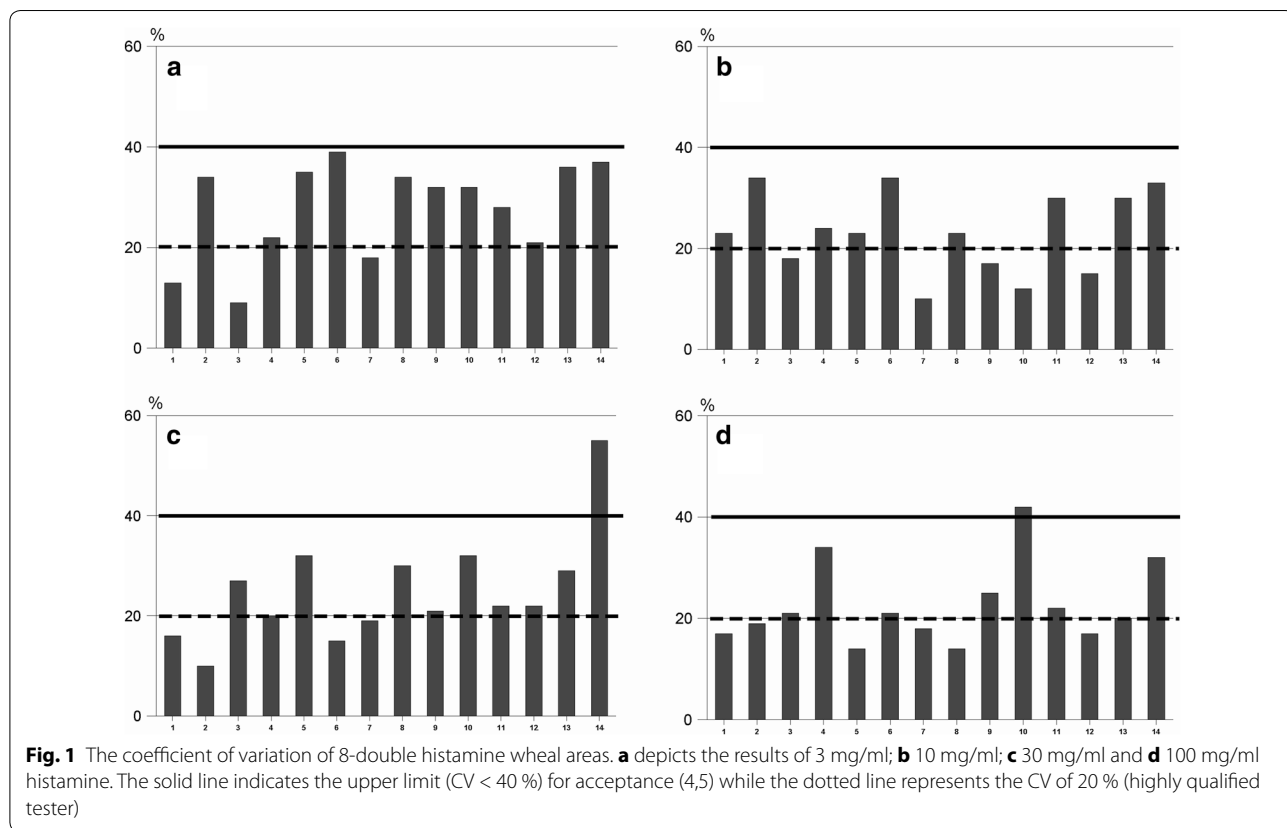 %
60
a
40
20
0
1 2 3 4 5 6 7 8 9 10 11 12 13 14
%
60
b
40
20
0
1 2 3 4 5 6 7 8 9 10 11 12 13 14
%
60
c
40
20
0
1 2 3 4 5 6 7 8 9 10 11 12 13 14
%
60
d
40
20
0
1 2 3 4 5 6 7 8 9 10 11 12 13 14
Fig. 1 The coefficient of variation of 8-double histamine wheal areas. a depicts the results of 3 mg/ml; b 10 mg/ml; c 30 mg/ml and d 100 mg/ml
histamine. The solid line indicates the upper limit (CV < 40 %) for acceptance (4,5) while the dotted line represents the CV of 20 % (highly qualified
tester)